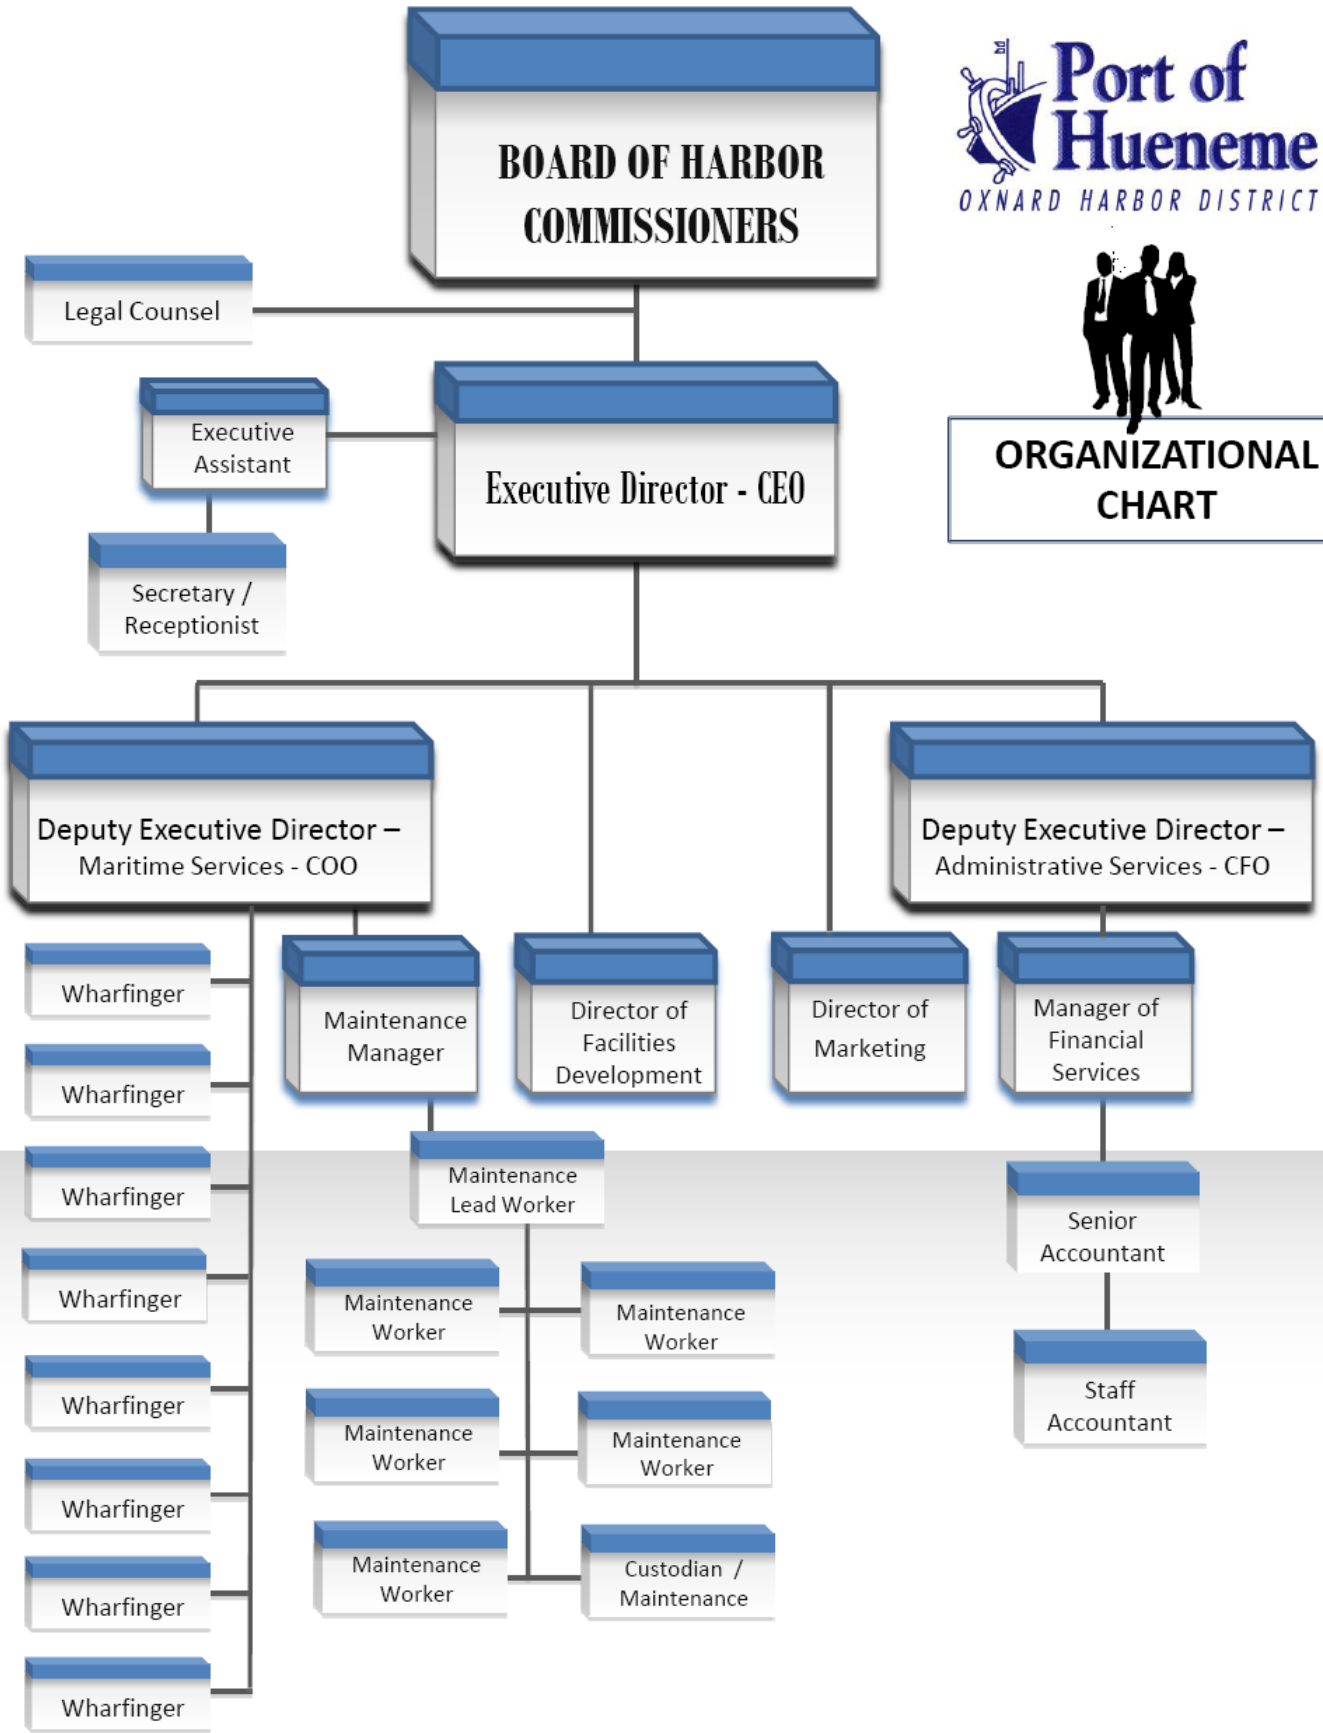 BOARD OF HARBOR
COMMISSIONERS
Port of
Hueneme
OXNARD HARBOR DISTRICT
Legal Counsel
Executive
Assistant
Executive Director - CEO
ORGANIZATIONAL
CHART
Secretary /
Receptionist
Deputy Executive Director –
Maritime Services - COO
Deputy Executive Director –
Administrative Services - CFO
Wharfinger
Wharfinger
Wharfinger
Wharfinger
Wharfinger
Wharfinger
Wharfinger
Wharfinger
Maintenance
Manager
Director of
Facilities
Development
Director of
Marketing
Manager of
Financial
Services
Maintenance
Lead Worker
Maintenance
Worker
Maintenance
Worker
Maintenance
Worker
Maintenance
Worker
Maintenance
Worker
Custodian /
Maintenance
Senior
Accountant
Staff
Accountant